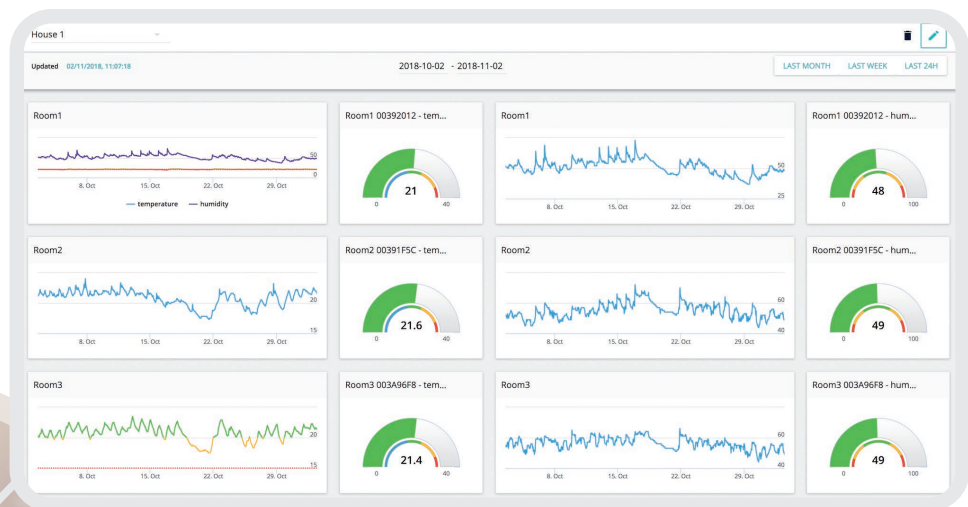 House 1
Updated 02/11/2018, 11:07:18
2018-10-02 - 2018-11-02
LAST MONTH LAST WEEK LAST 24H
Room1
50
0
8. Oct 15. Oct 22. Oct 29. Oct
temperature humidity
Room1 00392012 - tem...
21
0 40
Room1
50
25
8. Oct 15. Oct 22. Oct 29. Oct
Room1 00392012 - hum...
48
0 100
Room2
20
15
8. Oct 15. Oct 22. Oct 29. Oct
Room2 00391F5C - tem...
21.6
0 40
Room2
60
40
8. Oct 15. Oct 22. Oct 29. Oct
Room2 00391F5C - hum...
49
0 100
Room3
20
15
8. Oct 15. Oct 22. Oct 29. Oct
Room3 003A96F8 - tem...
21.4
0 40
Room3
60
40
8. Oct 15. Oct 22. Oct 29. Oct
Room3 003A96F8 - hum...
49
0 100